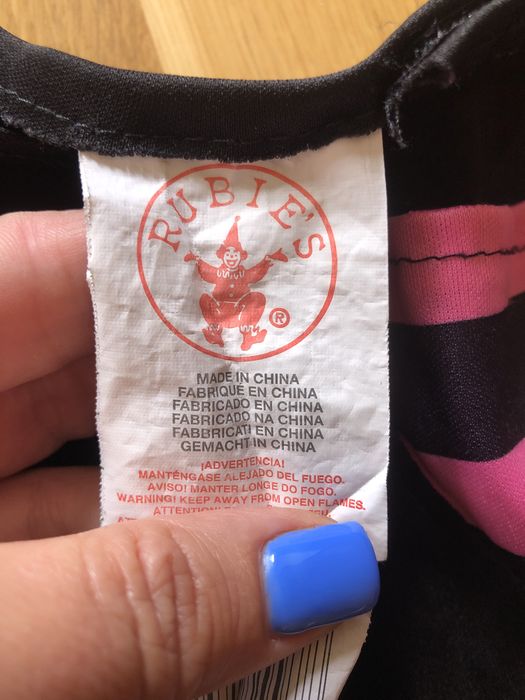 RUBIE'S
®
MADE IN CHINA
FABRIQUÉ EN CHINA
FABRICADO EN CHINA
FABRICADO NA CHINA
FABBRICATI EN CHINA
GEMACHT IN CHINA
¡ADVERTENCIA!
MANTÉNGASE ALEJADO DEL FUEGO.
AVISO! MANTER LONGE DO FOGO.
WARNING! KEEP AWAY FROM OPEN FLAMES.